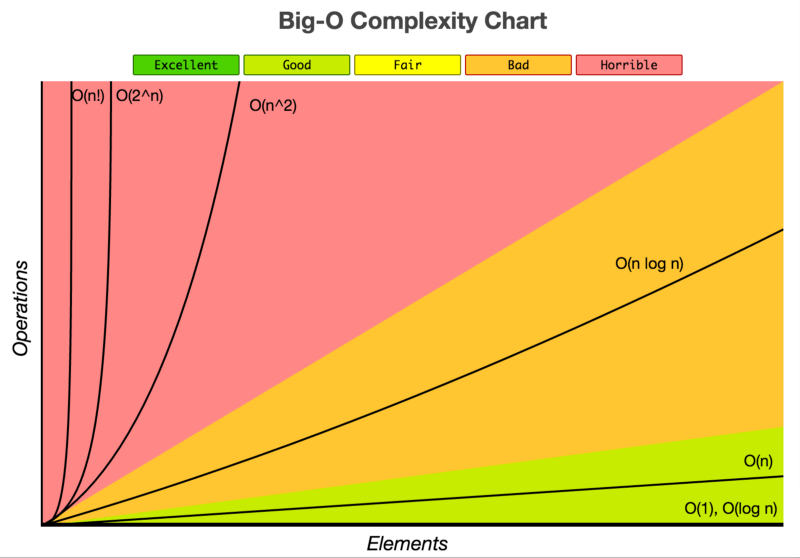 Big-O Complexity Chart
Excellent Good Fair Bad Horrible
O(n!) O(2^n) O(n^2)
O(n log n)
O(n)
O(1), O(log n)
Operations
Elements